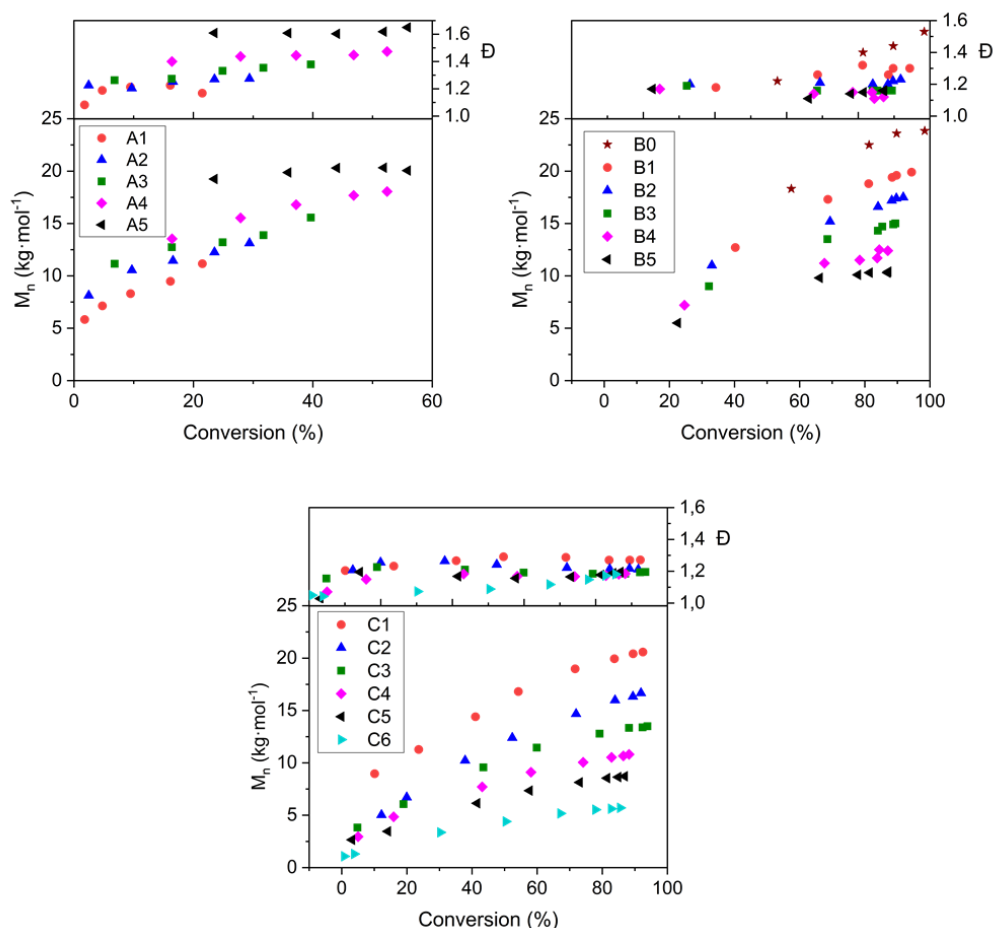 1.6
1.4
1.2
1.0
Đ
25
20
15
10
5
0
Mn (kg·mol-1)
A1
A2
A3
A4
A5
0 20 40 60
Conversion (%)
1.6
1.4
1.2
1.0
Đ
25
20
15
10
5
0
Mn (kg·mol-1)
B0
B1
B2
B3
B4
B5
0 20 40 60 80 100
Conversion (%)
1,6
1,4
1,2
1,0
Đ
25
20
15
10
5
0
Mn (kg·mol-1)
C1
C2
C3
C4
C5
C6
0 20 40 60 80 100
Conversion (%)